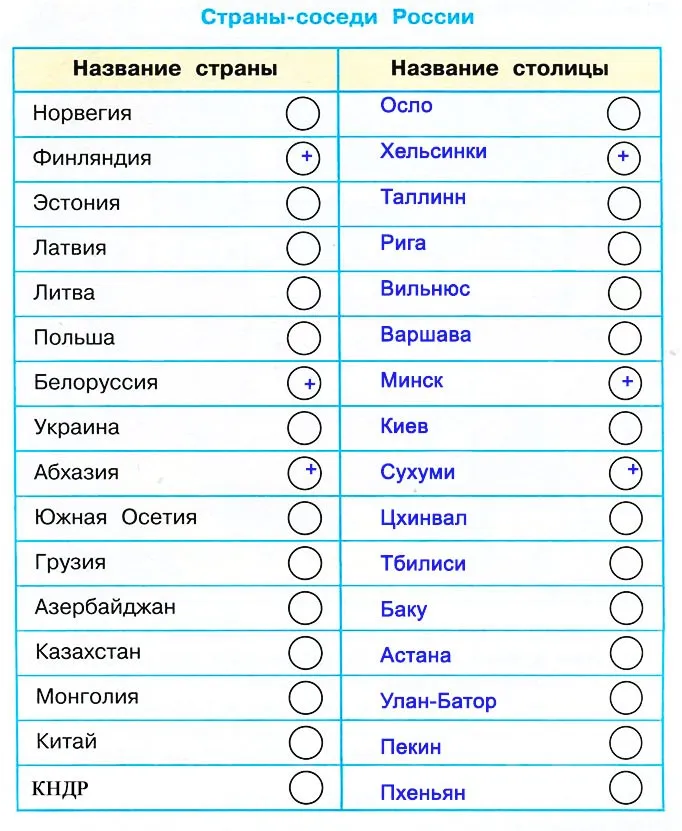 Страны-соседи России
Название страны Название столицы
Норвегия Осло
Финляндия + Хельсинки +
Эстония Таллинн
Латвия Рига
Литва Вильнюс
Польша Варшава
Белоруссия + Минск +
Украина Киев
Абхазия + Сухуми +
Южная Осетия Цхинвал
Грузия Тбилиси
Азербайджан Баку
Казахстан Астана
Монголия Улан-Батор
Китай Пекин
КНДР Пхеньян